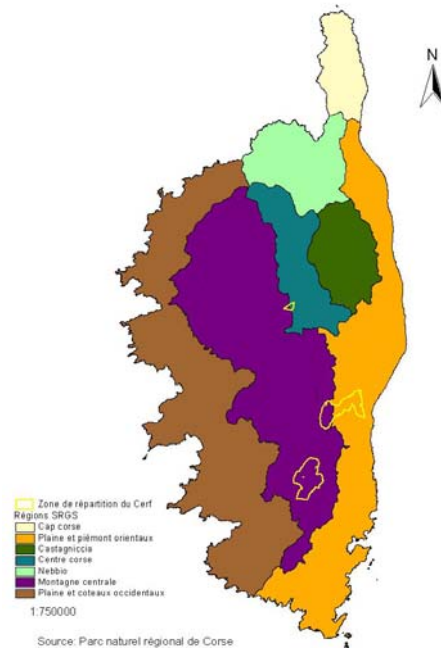 N
Zone de répartition du Cerf
Régions SRGS
Cap corse
Plaine et piémont orientaux
Castagniccia
Centre corse
Nebbio
Montagne centrale
Plaine et coteaux occidentaux
1:750000
Source: Parc naturel régional de Corse